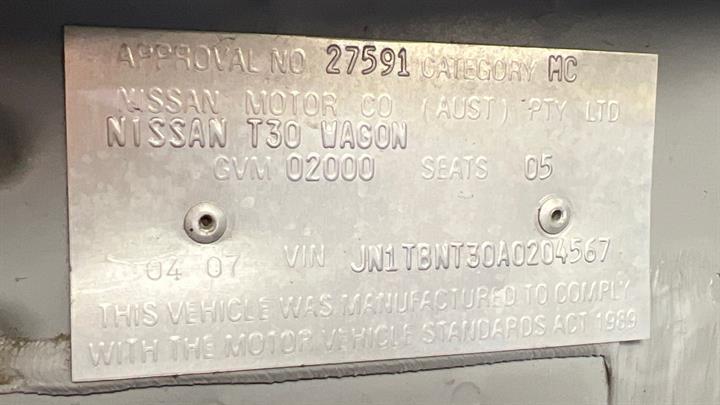 APPROVAL NO 27591 CATEGORY MC
NISSAN MOTOR CO (AUST) PTY LTD
NISSAN T30 WAGON
GVM 02000 SEATS 05
04 07 VIN JN1TBNT30A0204567
THIS VEHICLE WAS MANUFACTURED TO COMPLY
WITH THE MOTOR VEHICLE STANDARDS ACT 1989